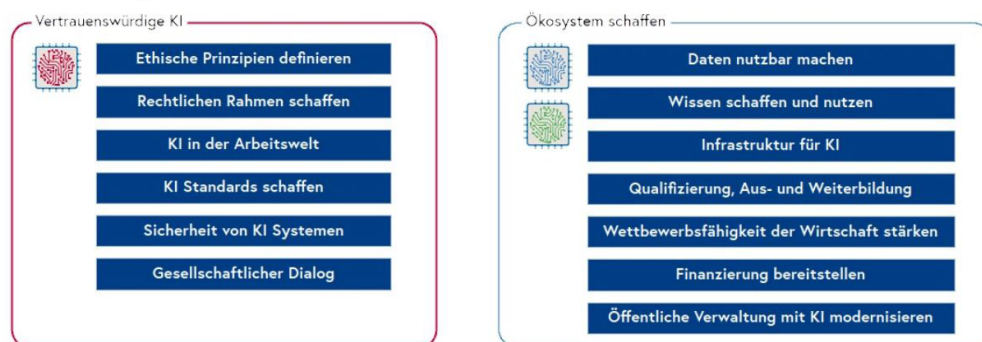 Vertrauenswürdige KI
Ethische Prinzipien definieren
Rechtlichen Rahmen schaffen
KI in der Arbeitswelt
KI Standards schaffen
Sicherheit von KI Systemen
Gesellschaftlicher Dialog
Ökosystem schaffen
Daten nutzbar machen
Wissen schaffen und nutzen
Infrastruktur für KI
Qualifizierung, Aus- und Weiterbildung
Wettbewerbsfähigkeit der Wirtschaft stärken
Finanzierung bereitstellen
Öffentliche Verwaltung mit KI modernisieren